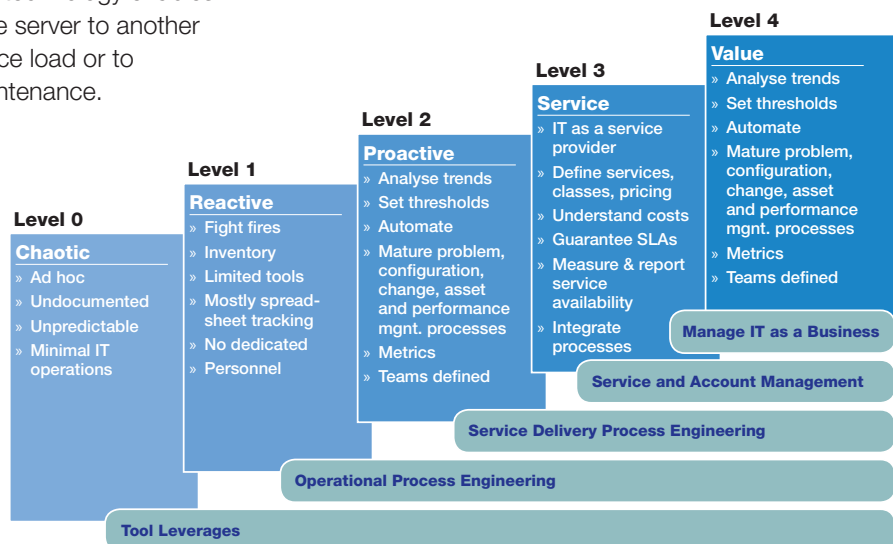 e server to another
ce load or to
ntenance.
Level 0
Chaotic
» Ad hoc
» Undocumented
» Unpredictable
» Minimal IT
operations
Level 1
Reactive
» Fight fires
» Inventory
» Limited tools
» Mostly spread-
sheet tracking
» No dedicated
» Personnel
Level 2
Proactive
» Analyse trends
» Set thresholds
» Automate
» Mature problem,
configuration,
change, asset
and performance
mgnt. processes
» Metrics
» Teams defined
Level 3
Service
» IT as a service
provider
» Define services,
classes, pricing
» Understand costs
» Guarantee SLAs
» Measure & report
service
availability
» Integrate
processes
Level 4
Value
» Analyse trends
» Set thresholds
» Automate
» Mature problem,
configuration,
change, asset
and performance
mgnt. processes
» Metrics
» Teams defined
Manage IT as a Business
Service and Account Management
Service Delivery Process Engineering
Operational Process Engineering
Tool Leverages